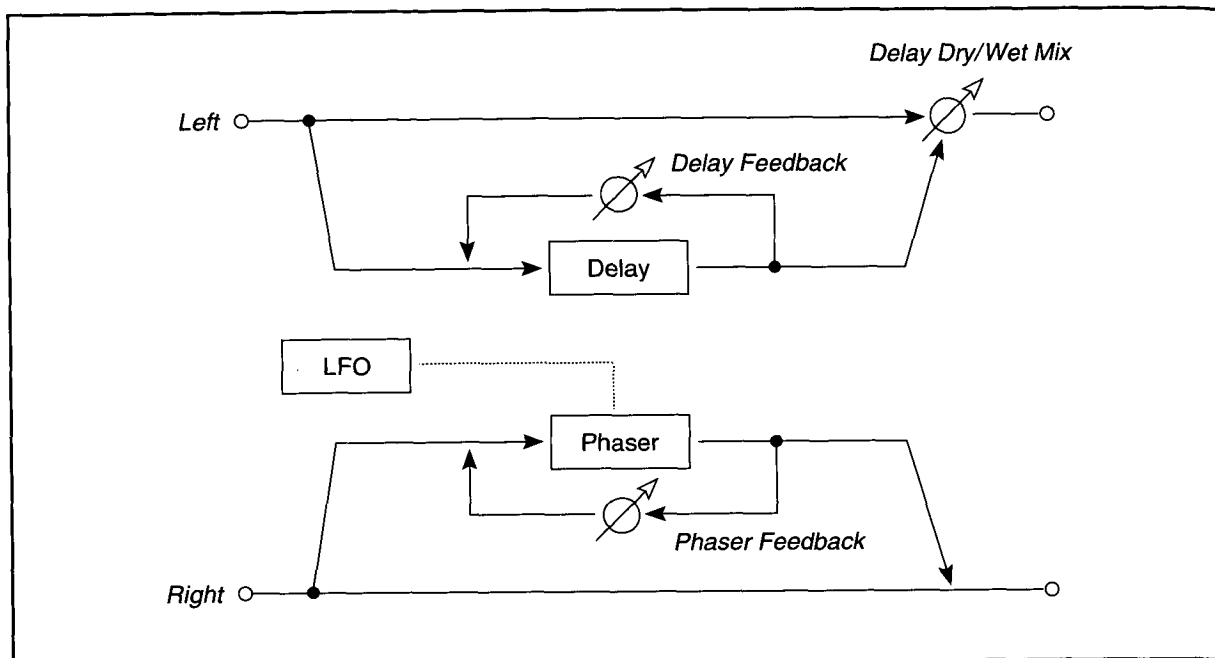 Delay Dry/Wet Mix
Left
Delay Feedback
Delay
LFO
Phaser
Phaser Feedback
Right